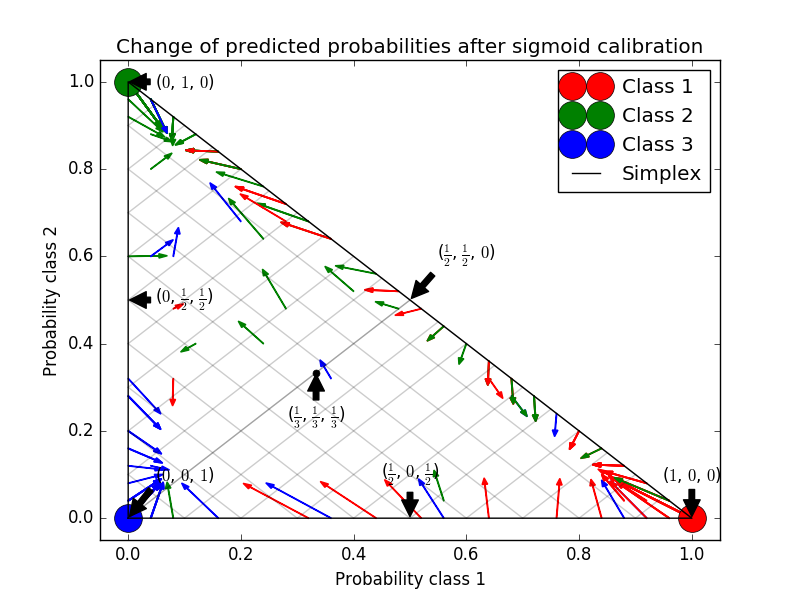 Change of predicted probabilities after sigmoid calibration
1.0
(0, 1, 0)
Class 1
Class 2
Class 3
Simplex
0.8
0.6
(1/2, 1/2, 0)
(0, 1/2, 1/2)
0.4
(1/3, 1/3, 1/3)
0.2
(0, 0, 1)
(1/2, 0, 1/2)
(1, 0, 0)
0.0
Probability class 2
0.0 0.2 0.4 0.6 0.8 1.0
Probability class 1